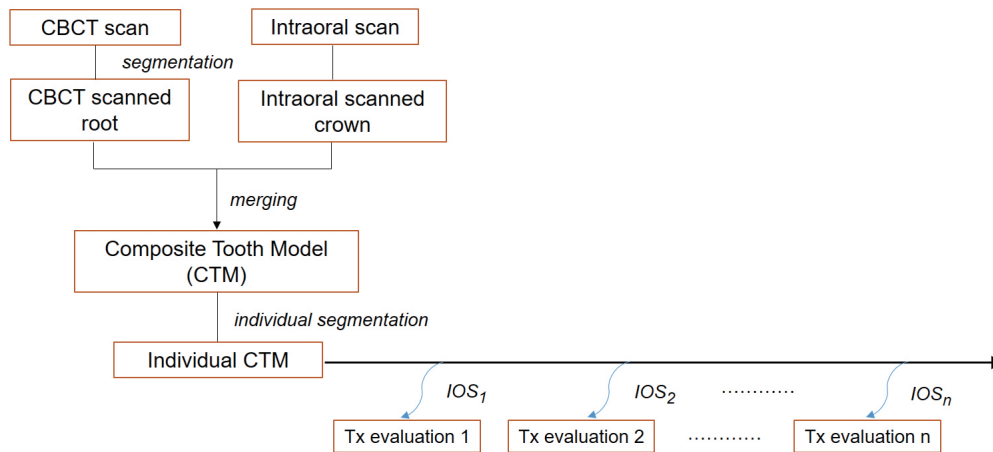 CBCT scan
Intraoral scan
segmentation
CBCT scanned
root
Intraoral scanned
crown
merging
Composite Tooth Model
(CTM)
individual segmentation
Individual CTM
IOS1
IOS2
............
IOSn
Tx evaluation 1
Tx evaluation 2
............
Tx evaluation n